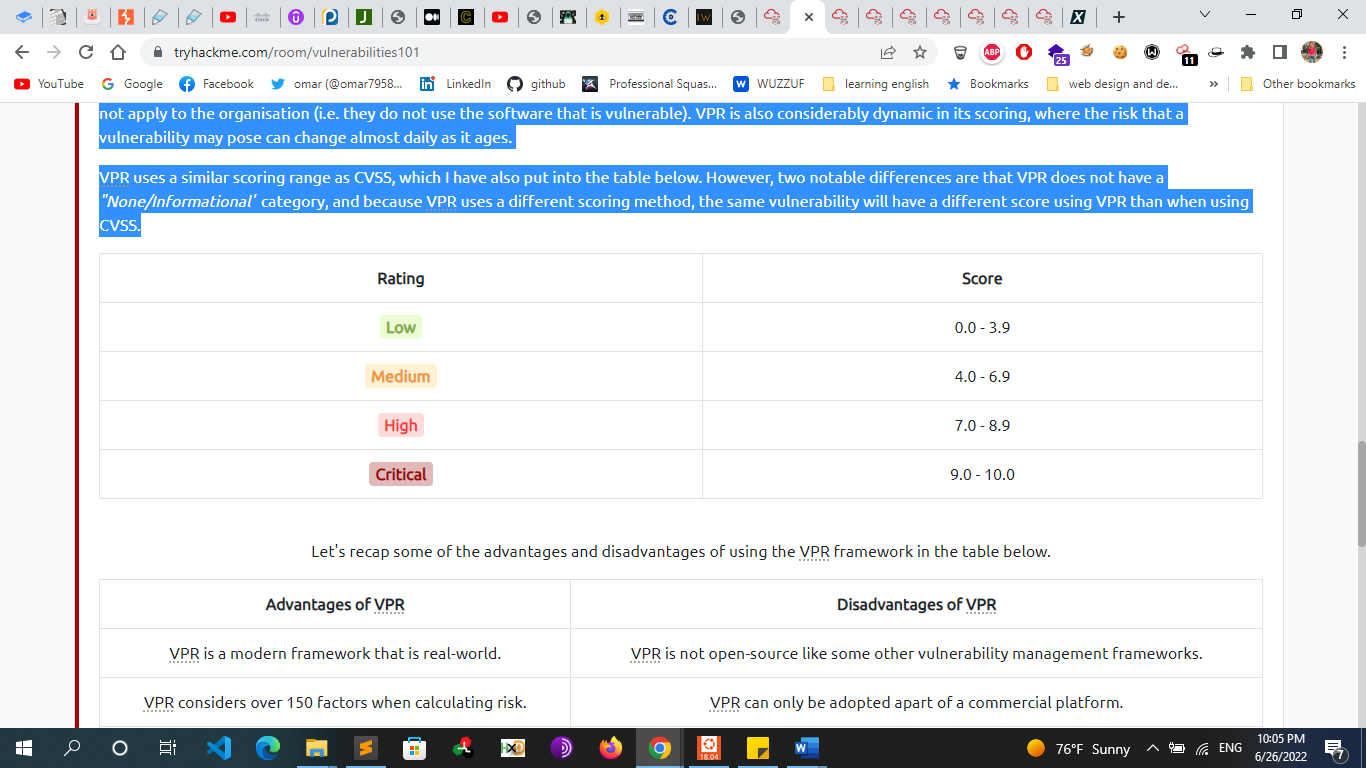 tryhackme.com/room/vulnerabilities101
ABP
25
11
YouTube Google Facebook omar (@omar7958... LinkedIn github Professional Squas... WUZZUF learning english Bookmarks web design and de... » Other bookmarks
not apply to the organisation (i.e. they do not use the software that is vulnerable). VPR is also considerably dynamic in its scoring, where the risk that a
vulnerability may pose can change almost daily as it ages.
VPR uses a similar scoring range as CVSS, which I have also put into the table below. However, two notable differences are that VPR does not have a
"None/Informational" category, and because VPR uses a different scoring method, the same vulnerability will have a different score using VPR than when using
CVSS.
Rating Score
Low 0.0 - 3.9
Medium 4.0 - 6.9
High 7.0 - 8.9
Critical 9.0 - 10.0
Let's recap some of the advantages and disadvantages of using the VPR framework in the table below.
Advantages of VPR Disadvantages of VPR
VPR is a modern framework that is real-world. VPR is not open-source like some other vulnerability management frameworks.
VPR considers over 150 factors when calculating risk. VPR can only be adopted apart of a commercial platform.
18.04
76°F Sunny ENG 10:05 PM
6/26/2022
7